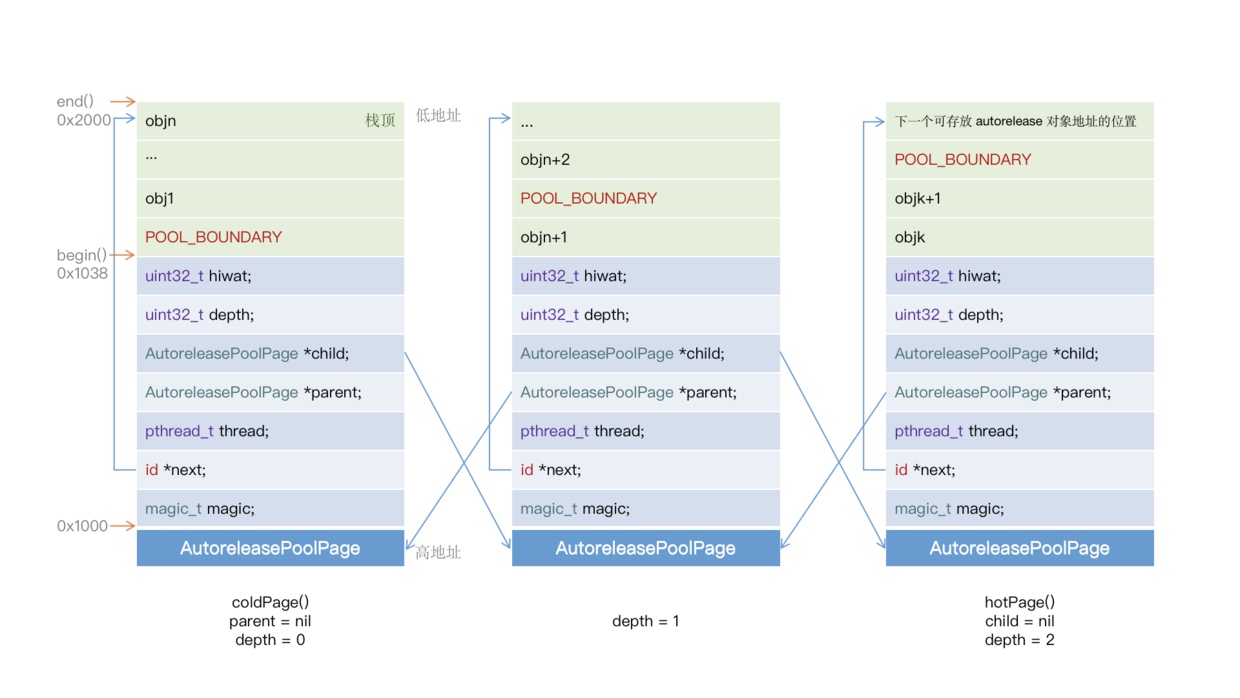 end()
0x2000
objn
栈顶
低地址
...
obj1
POOL_BOUNDARY
begin()
0x1038
uint32_t hiwat;
uint32_t depth;
AutoreleasePoolPage *child;
AutoreleasePoolPage *parent;
pthread_t thread;
id *next;
magic_t magic;
0x1000
AutoreleasePoolPage
高地址
coldPage()
parent = nil
depth = 0
...
objn+2
POOL_BOUNDARY
objn+1
uint32_t hiwat;
uint32_t depth;
AutoreleasePoolPage *child;
AutoreleasePoolPage *parent;
pthread_t thread;
id *next;
magic_t magic;
AutoreleasePoolPage
depth = 1
下一个可存放 autorelease 对象地址的位置
POOL_BOUNDARY
objk+1
objk
uint32_t hiwat;
uint32_t depth;
AutoreleasePoolPage *child;
AutoreleasePoolPage *parent;
pthread_t thread;
id *next;
magic_t magic;
AutoreleasePoolPage
hotPage()
child = nil
depth = 2